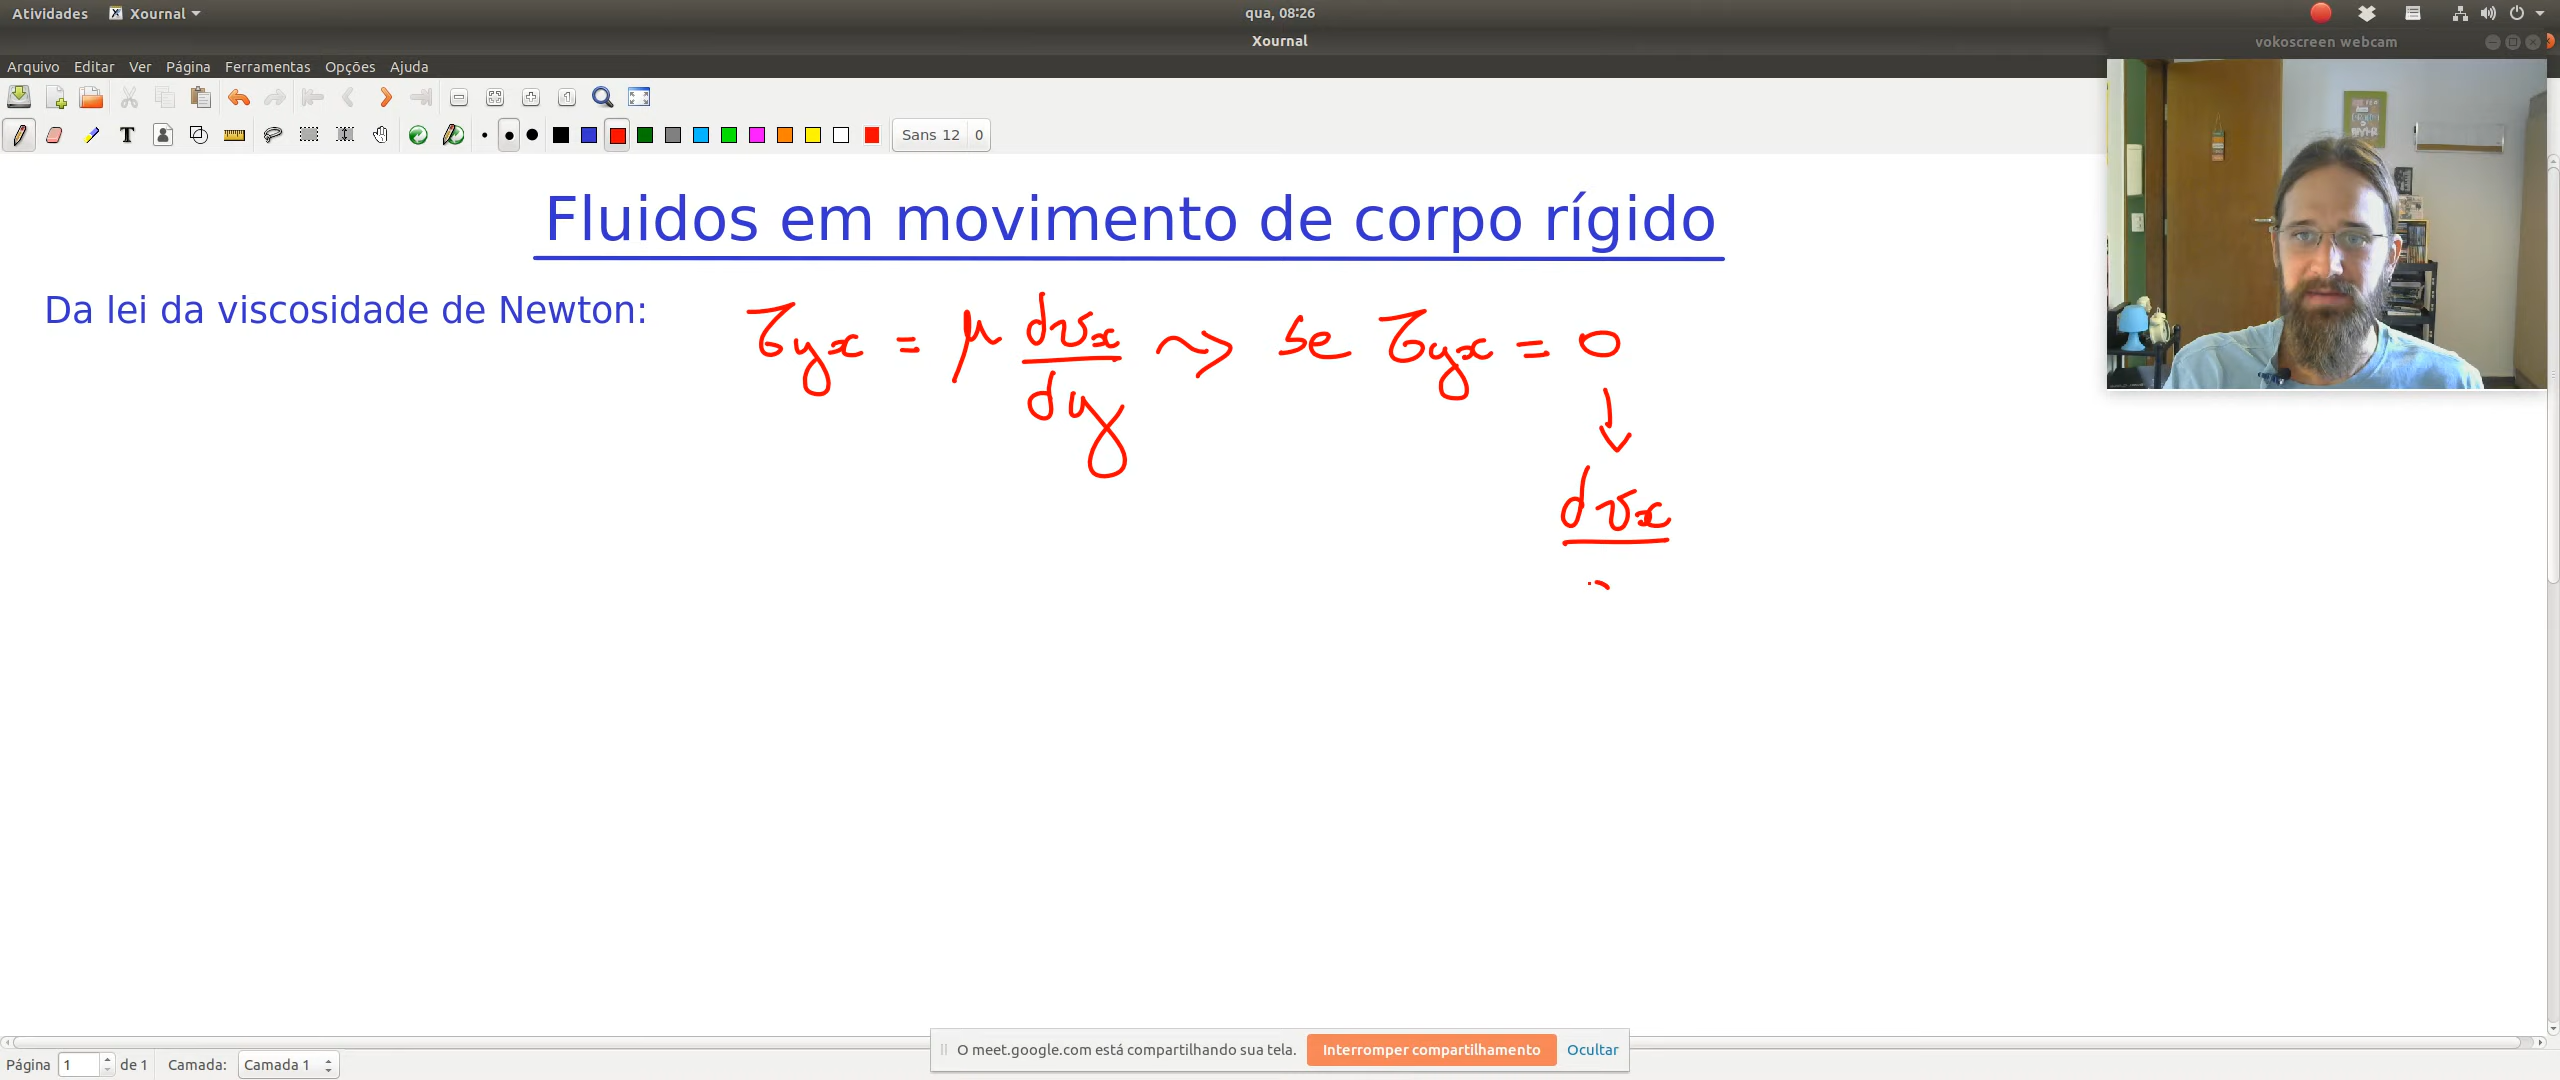 Atividades Xournal qua, 08:26
Xournal
vokoscreen webcam
Arquivo Editar Ver Página Ferramentas Opções Ajuda
Sans 12 0
Fluidos em movimento de corpo rígido
Da lei da viscosidade de Newton: τyx = μ dvx/dy ⇝ se τyx = 0
↓
dvx
O meet.google.com está compartilhando sua tela. Interromper compartilhamento Ocultar
Página 1 de 1 Camada: Camada 1